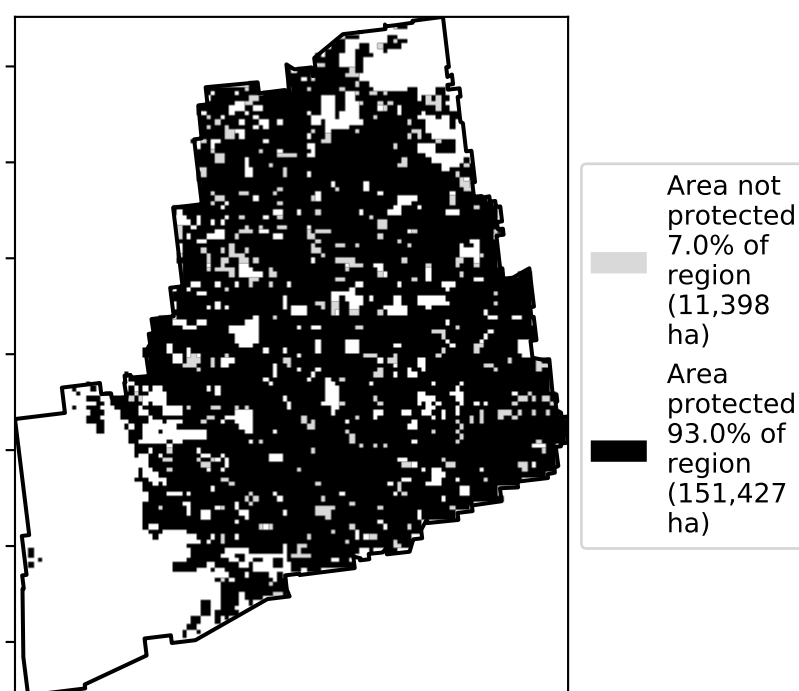 Area not
protected
7.0% of
region
(11,398
ha)
Area
protected
93.0% of
region
(151,427
ha)